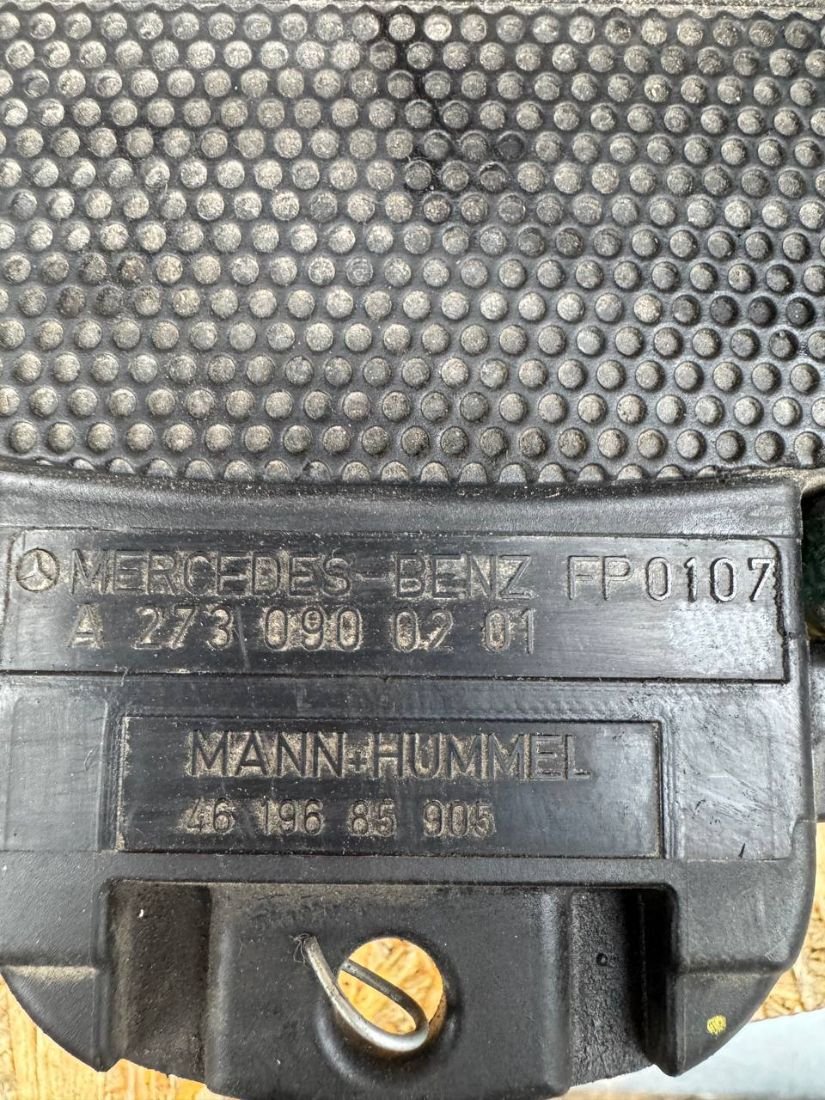 MERCEDES-BENZ FP0107
A 273 090 02 01
MANN+HUMMEL
46 196 85 905